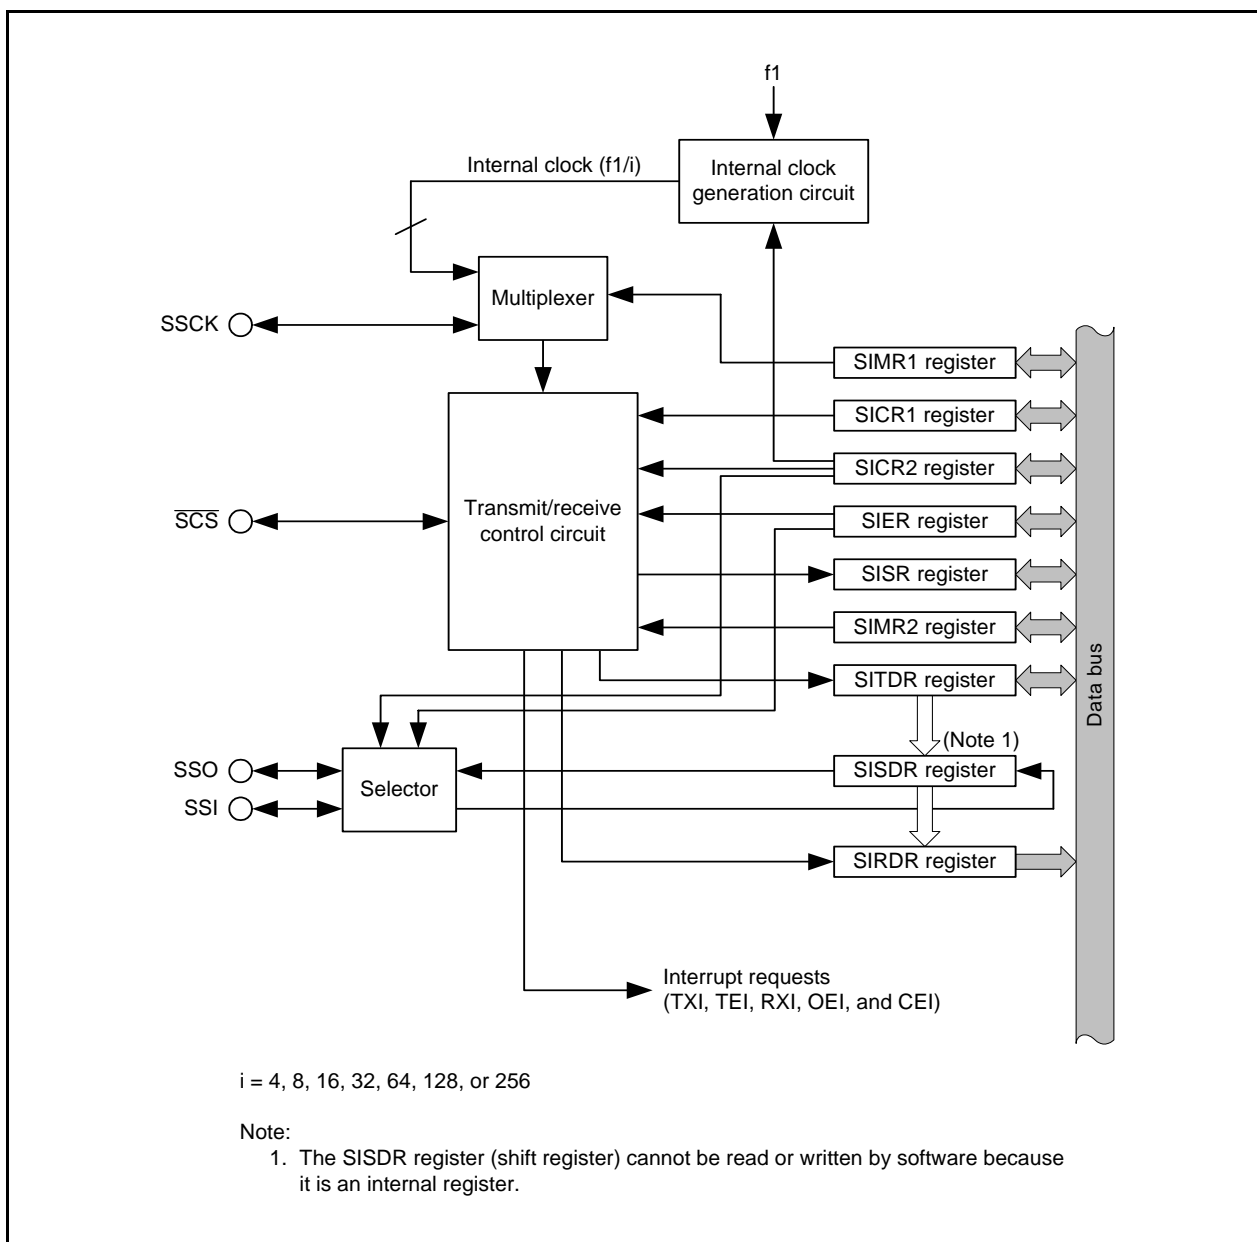 f1
Internal clock (f1/i)
Internal clock
generation circuit
Multiplexer
SSCK
SIMR1 register
SICR1 register
SICR2 register
Transmit/receive
control circuit
SCS
SIER register
SISR register
SIMR2 register
SITDR register
Data bus
(Note 1)
SSO
SISDR register
Selector
SSI
SIRDR register
Interrupt requests
(TXI, TEI, RXI, OEI, and CEI)
i = 4, 8, 16, 32, 64, 128, or 256
Note:
1. The SISDR register (shift register) cannot be read or written by software because
it is an internal register.